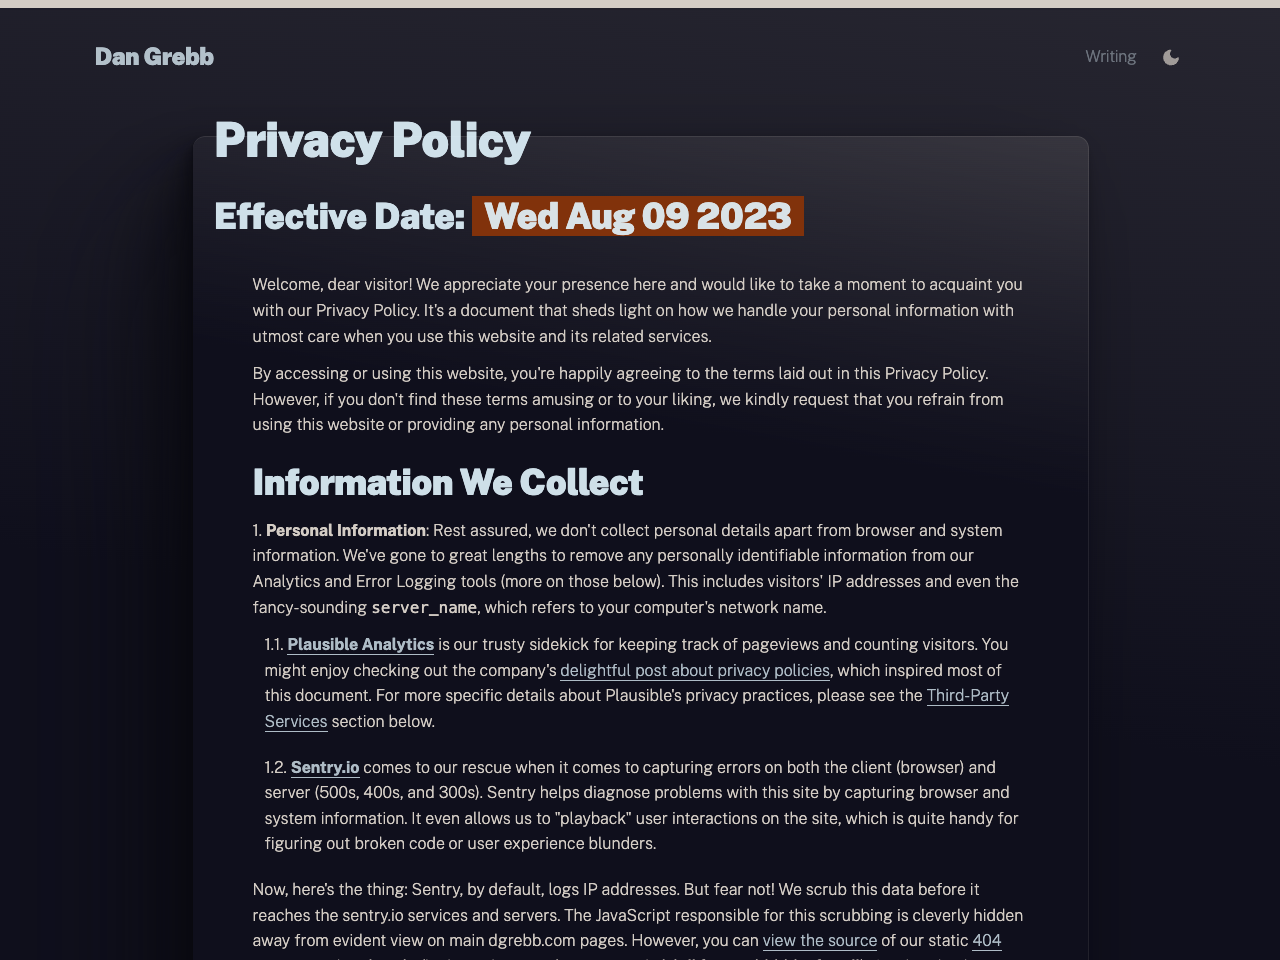 Dan Grebb
Writing
Privacy Policy
Effective Date: Wed Aug 09 2023
Welcome, dear visitor! We appreciate your presence here and would like to take a moment to acquaint you
with our Privacy Policy. It's a document that sheds light on how we handle your personal information with
utmost care when you use this website and its related services.
By accessing or using this website, you're happily agreeing to the terms laid out in this Privacy Policy.
However, if you don't find these terms amusing or to your liking, we kindly request that you refrain from
using this website or providing any personal information.
Information We Collect
1. Personal Information: Rest assured, we don't collect personal details apart from browser and system
information. We've gone to great lengths to remove any personally identifiable information from our
Analytics and Error Logging tools (more on those below). This includes visitors' IP addresses and even the
fancy-sounding server_name, which refers to your computer's network name.
1.1. Plausible Analytics is our trusty sidekick for keeping track of pageviews and counting visitors. You
might enjoy checking out the company's delightful post about privacy policies, which inspired most of
this document. For more specific details about Plausible's privacy practices, please see the Third-Party
Services section below.
1.2. Sentry.io comes to our rescue when it comes to capturing errors on both the client (browser) and
server (500s, 400s, and 300s). Sentry helps diagnose problems with this site by capturing browser and
system information. It even allows us to "playback" user interactions on the site, which is quite handy for
figuring out broken code or user experience blunders.
Now, here's the thing: Sentry, by default, logs IP addresses. But fear not! We scrub this data before it
reaches the sentry.io services and servers. The JavaScript responsible for this scrubbing is cleverly hidden
away from evident view on main dgrebb.com pages. However, you can view the source of our static 404